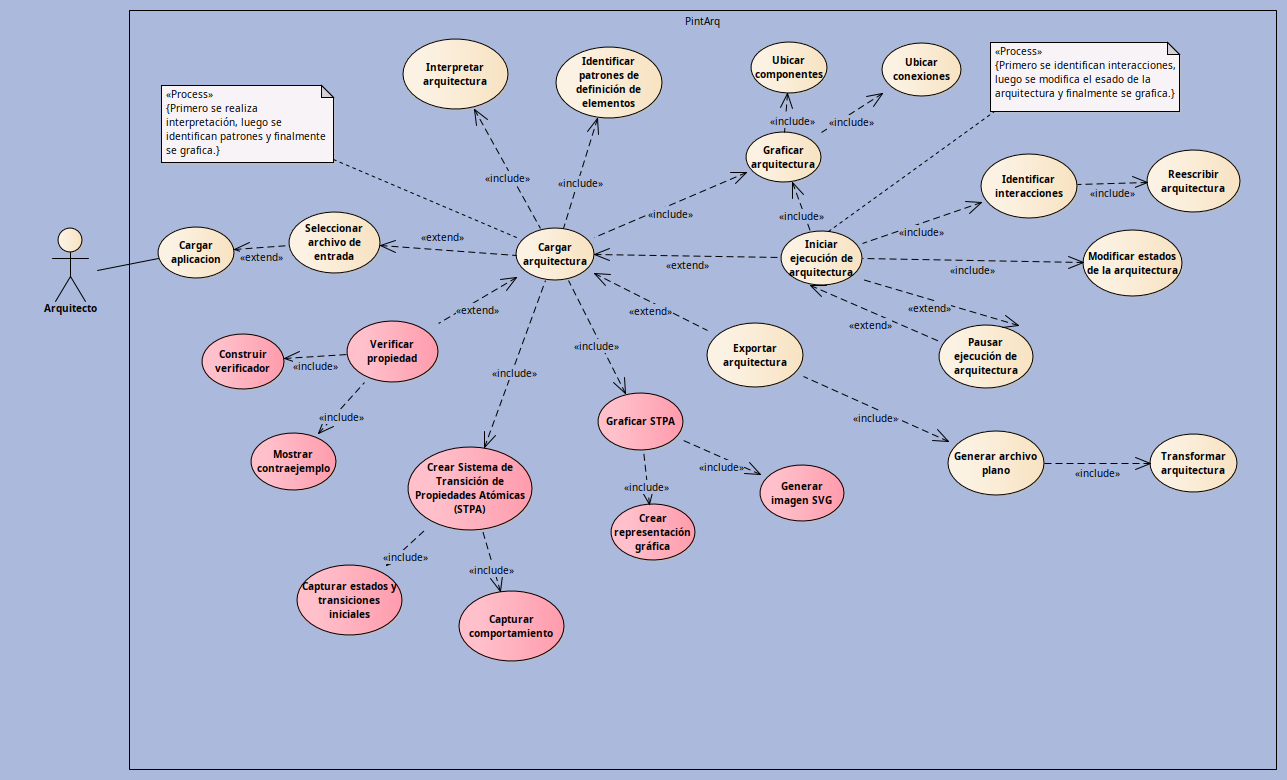 PintArq
«Process»
{Primero se realiza
interpretación, luego se
identifican patrones y finalmente
se grafica.}
Interpretar
arquitectura
Identificar
patrones de
definición de
elementos
Ubicar
componentes
Ubicar
conexiones
«Process»
{Primero se identifican interacciones,
luego se modifica el esado de la
arquitectura y finalmente se grafica.}
«include»
«include»
Graficar
arquitectura
Identificar
interacciones
Reescribir
arquitectura
«include»
«include»
«include»
«include»
«include»
«include»
Arquitecto
Cargar
aplicacion
«extend»
Seleccionar
archivo de
entrada
«extend»
Cargar
arquitectura
«extend»
Iniciar
ejecución de
arquitectura
«include»
Modificar estados
de la arquitectura
«extend»
«extend»
«extend»
«extend»
Construir
verificador
«include»
Verificar
propiedad
«include»
«include»
Exportar
arquitectura
Pausar
ejecución de
arquitectura
«include»
«include»
Mostrar
contraejemplo
Graficar STPA
Crear Sistema de
Transición de
Propiedades Atómicas
(STPA)
«include»
«include»
Generar
imagen SVG
Crear
representación
gráfica
Generar archivo
plano
«include»
Transformar
arquitectura
«include»
«include»
Capturar estados y
transiciones
iniciales
Capturar
comportamiento